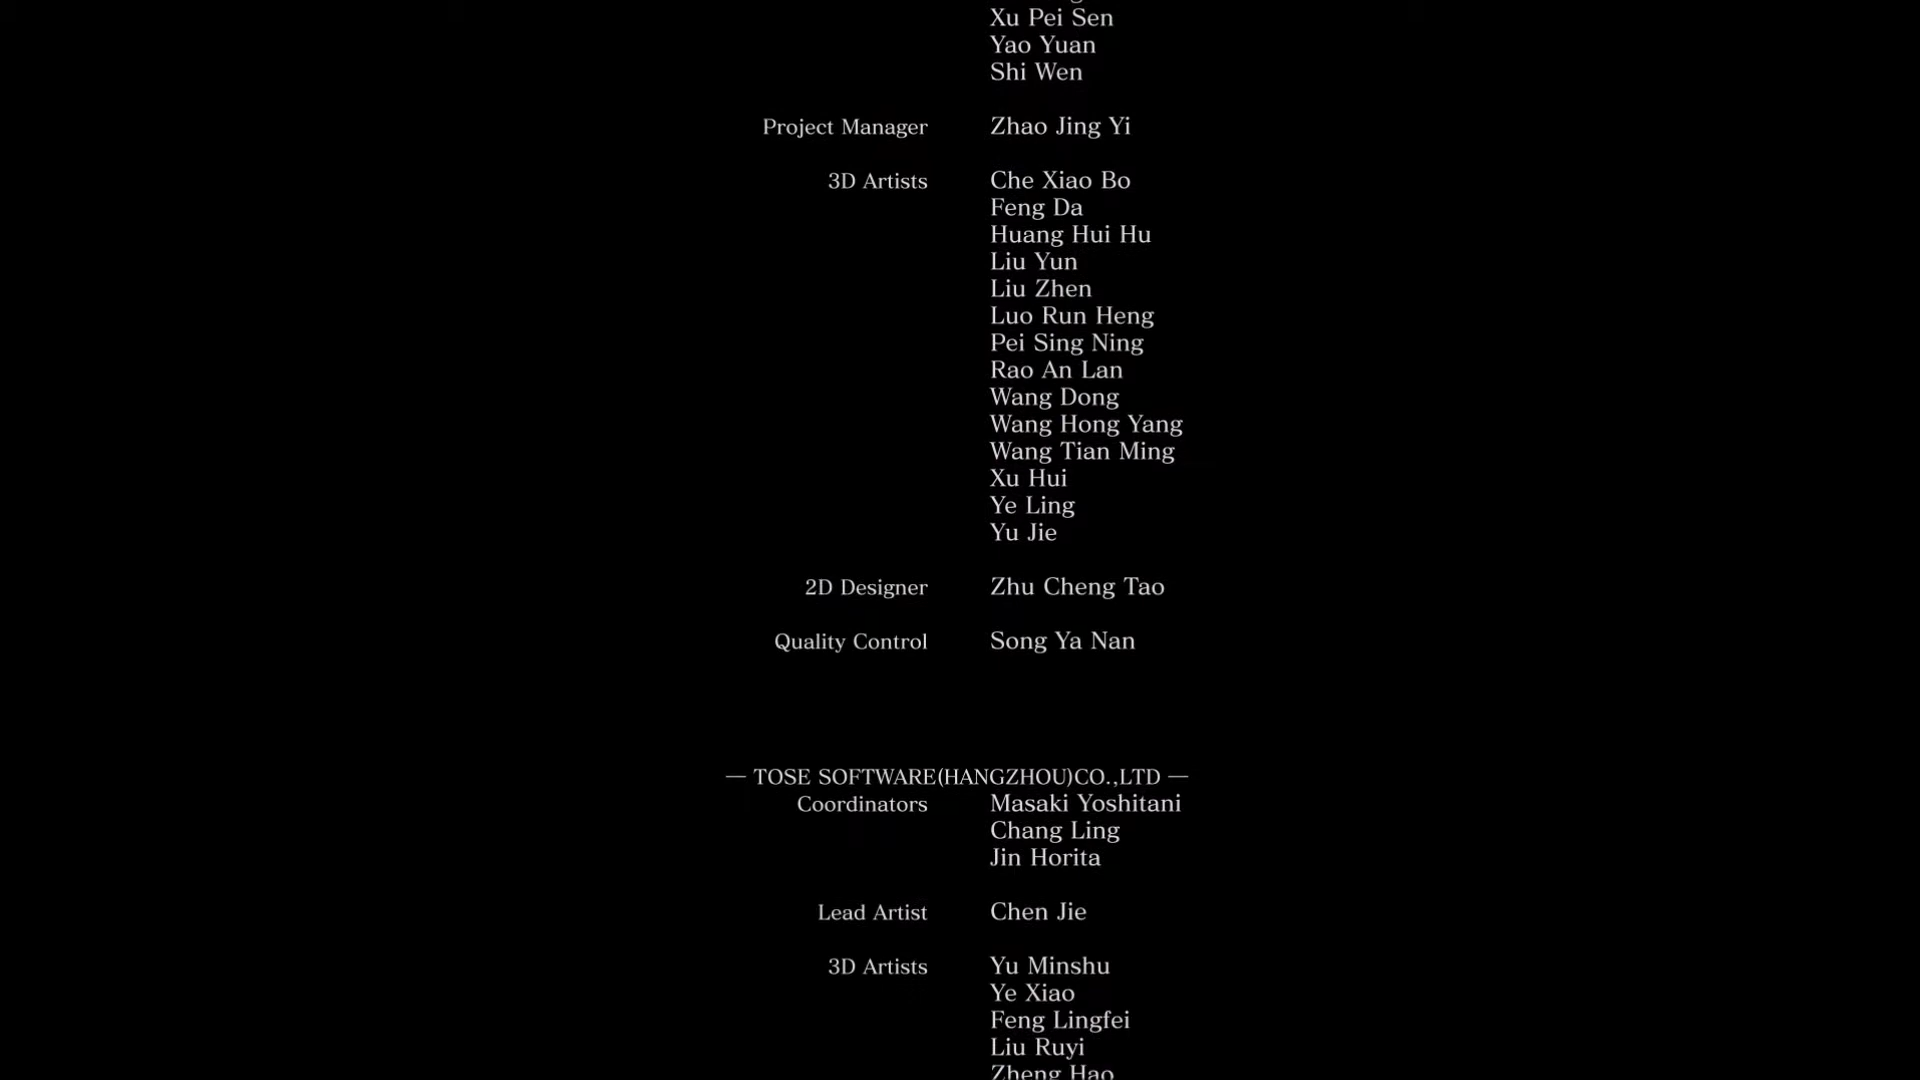 Xu Pei Sen
Yao Yuan
Shi Wen
Project Manager Zhao Jing Yi
3D Artists Che Xiao Bo
Feng Da
Huang Hui Hu
Liu Yun
Liu Zhen
Luo Run Heng
Pei Sing Ning
Rao An Lan
Wang Dong
Wang Hong Yang
Wang Tian Ming
Xu Hui
Ye Ling
Yu Jie
2D Designer Zhu Cheng Tao
Quality Control Song Ya Nan
— TOSE SOFTWARE(HANGZHOU)CO.,LTD —
Coordinators Masaki Yoshitani
Chang Ling
Jin Horita
Lead Artist Chen Jie
3D Artists Yu Minshu
Ye Xiao
Feng Lingfei
Liu Ruyi
Zheng Hao